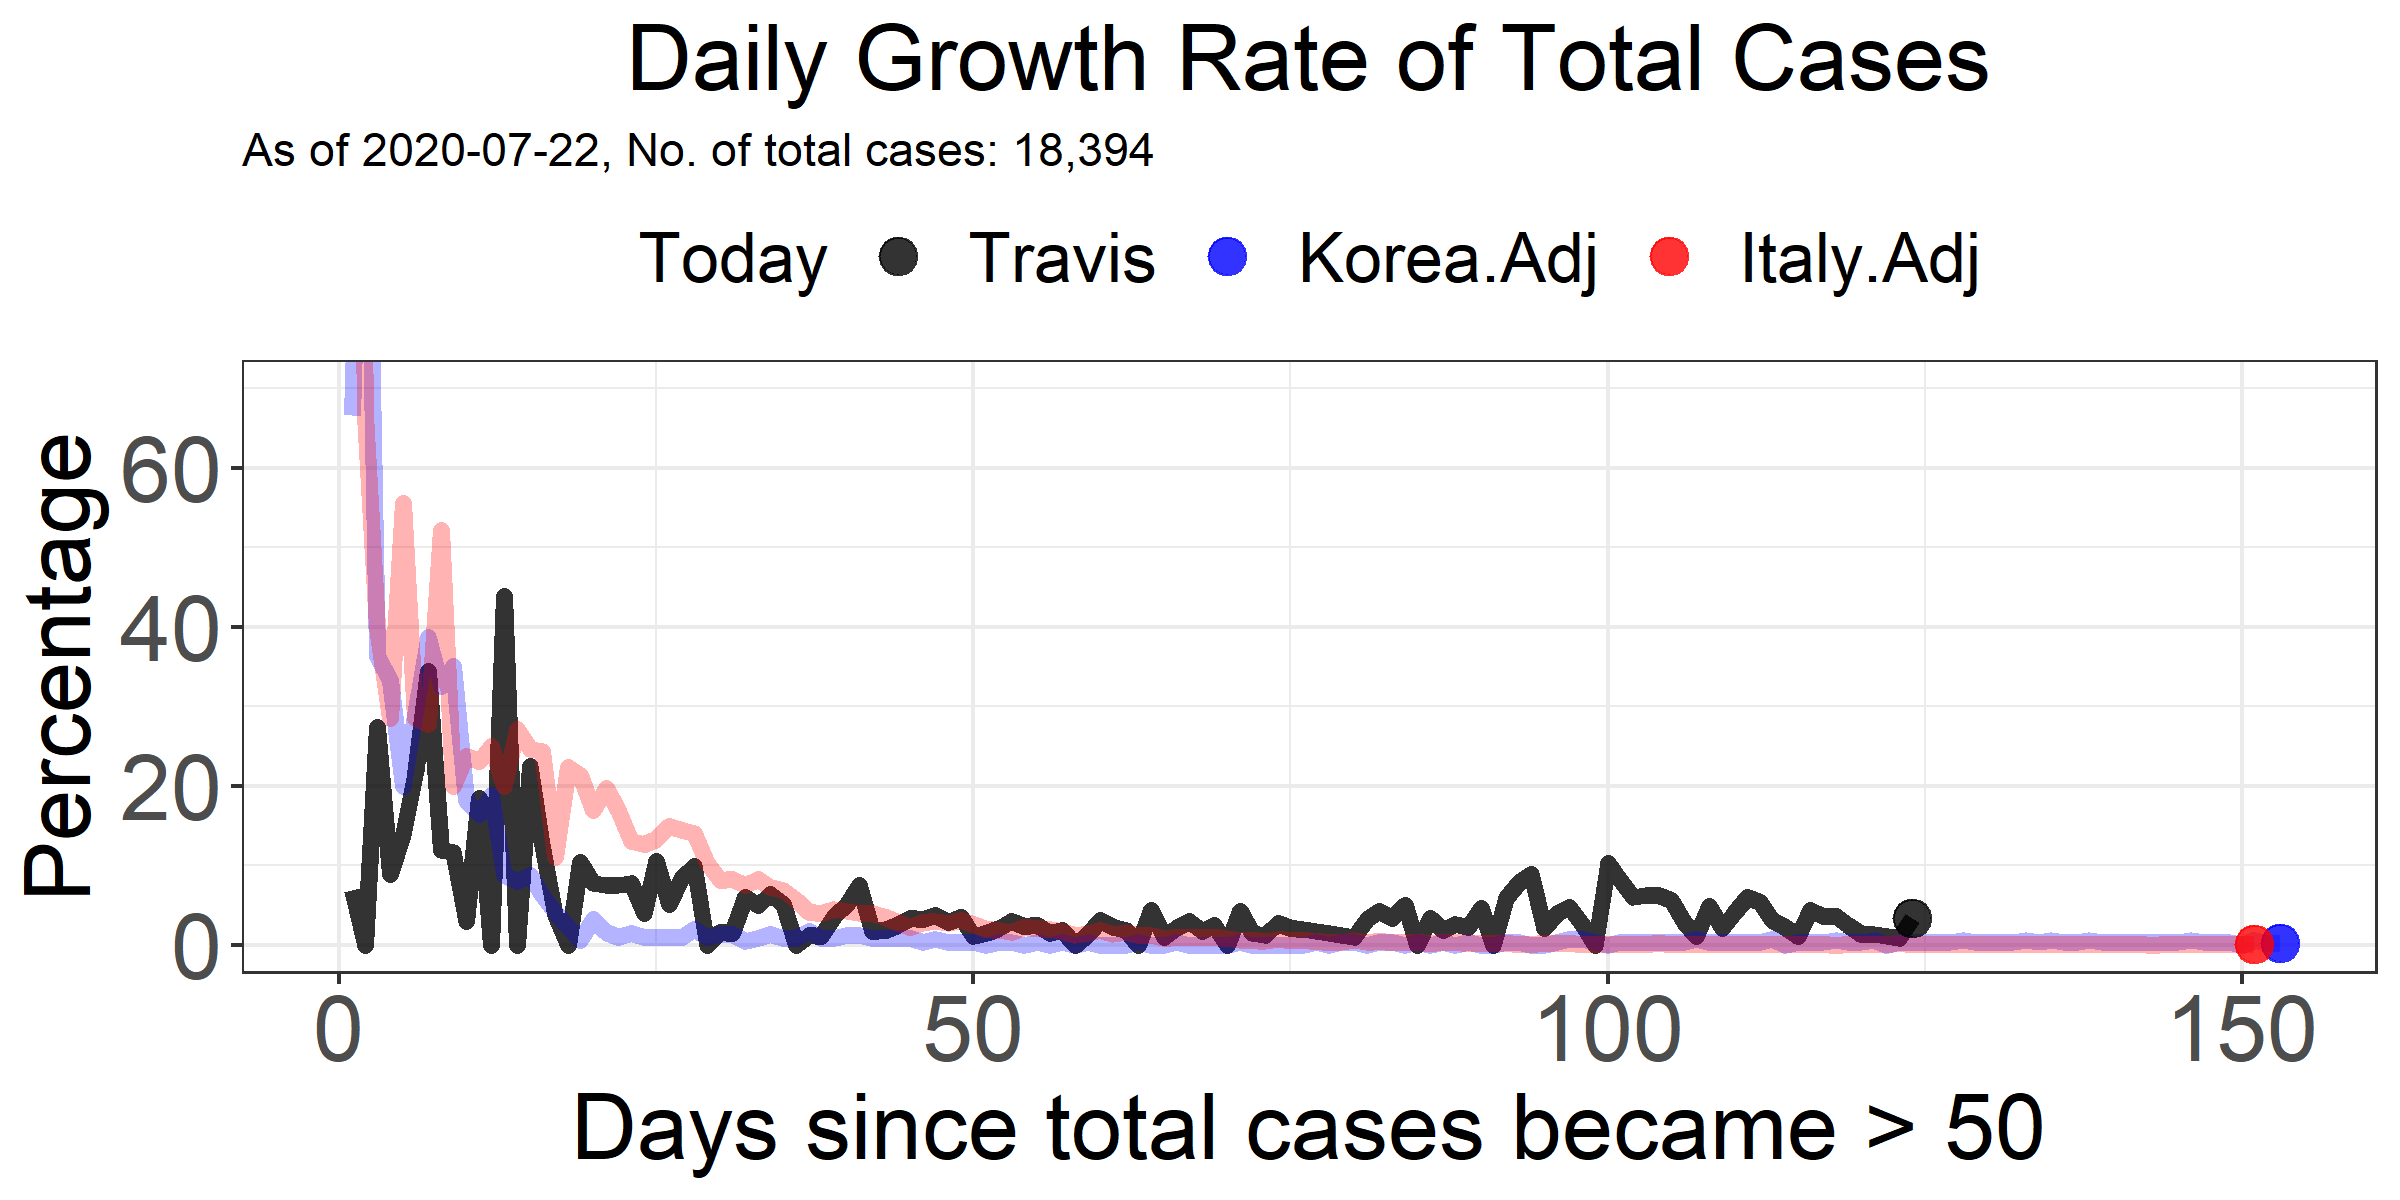 Daily Growth Rate of Total Cases
As of 2020-07-22, No. of total cases: 18,394
Today Travis Korea.Adj Italy.Adj
Percentage
60
40
20
0
0 50 100 150
Days since total cases became > 50